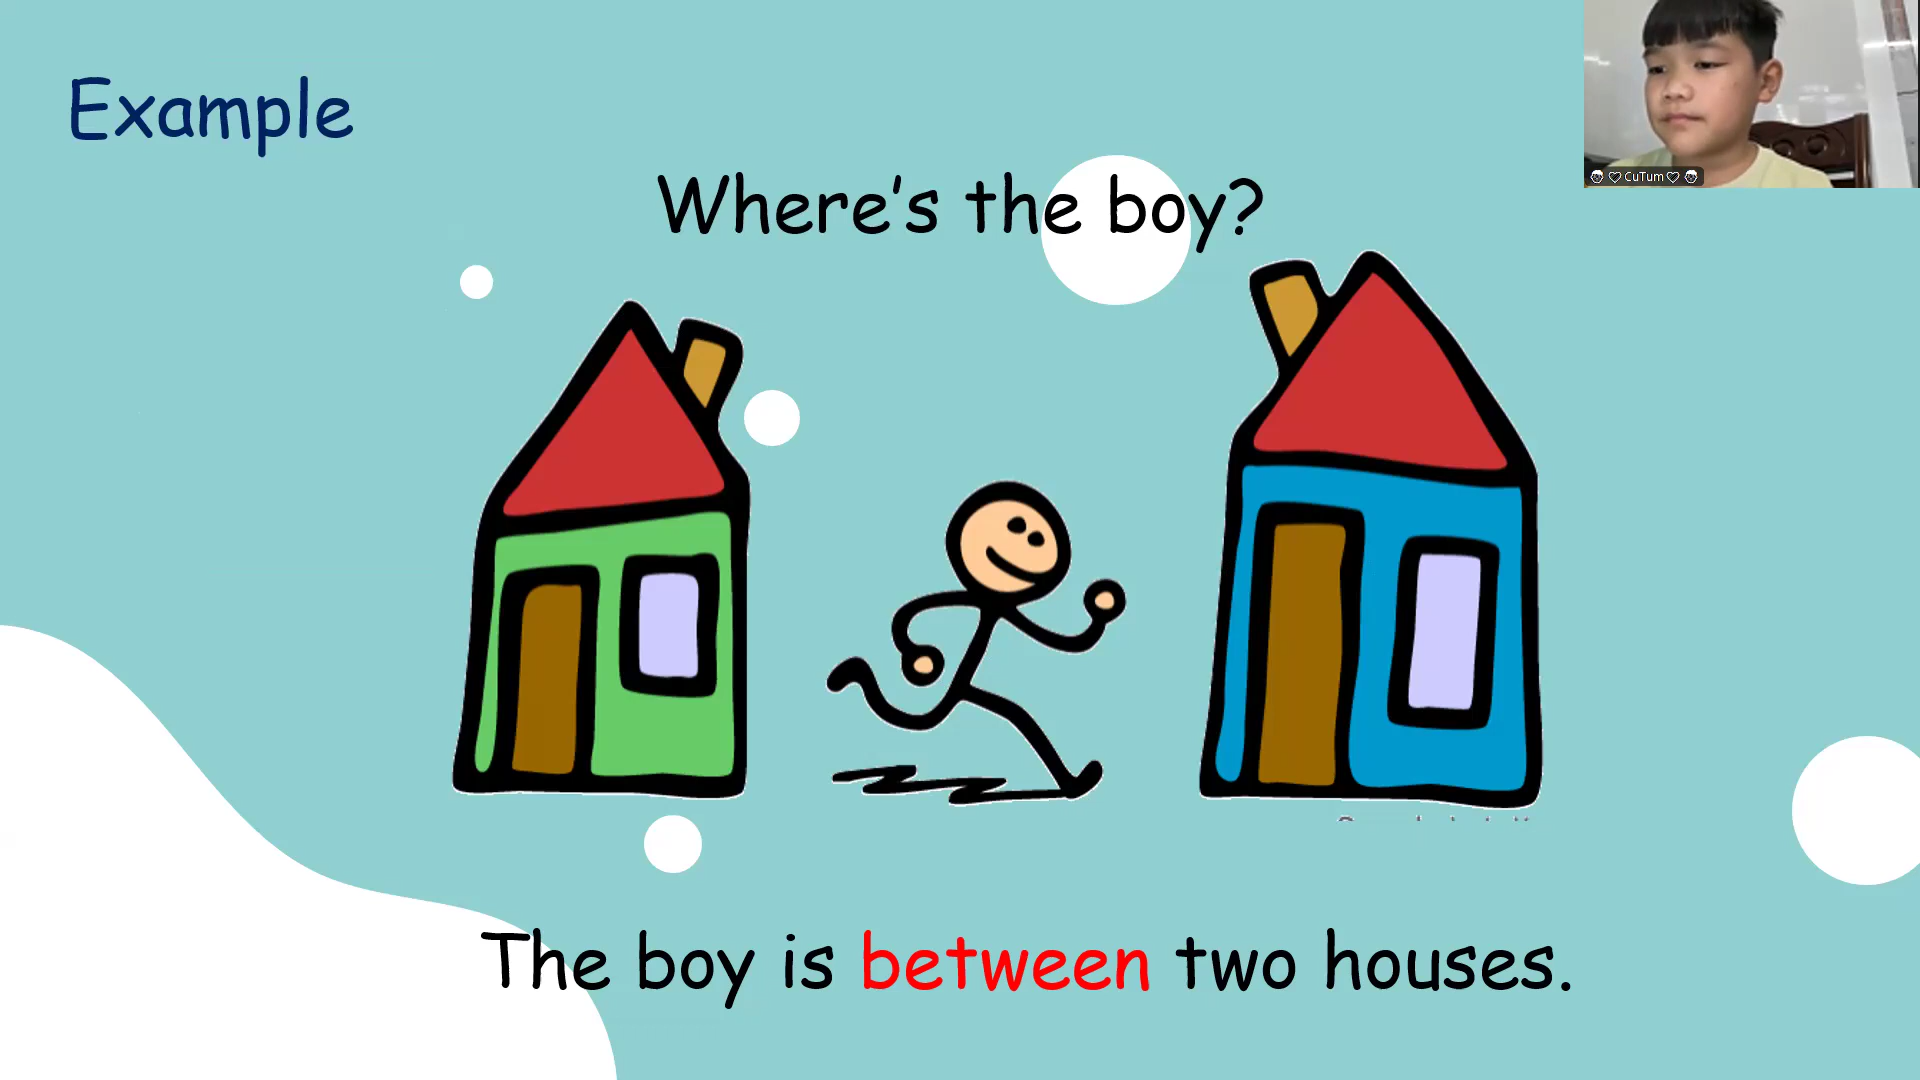 Example
Where's the boy?
CuTum
The boy is between two houses.